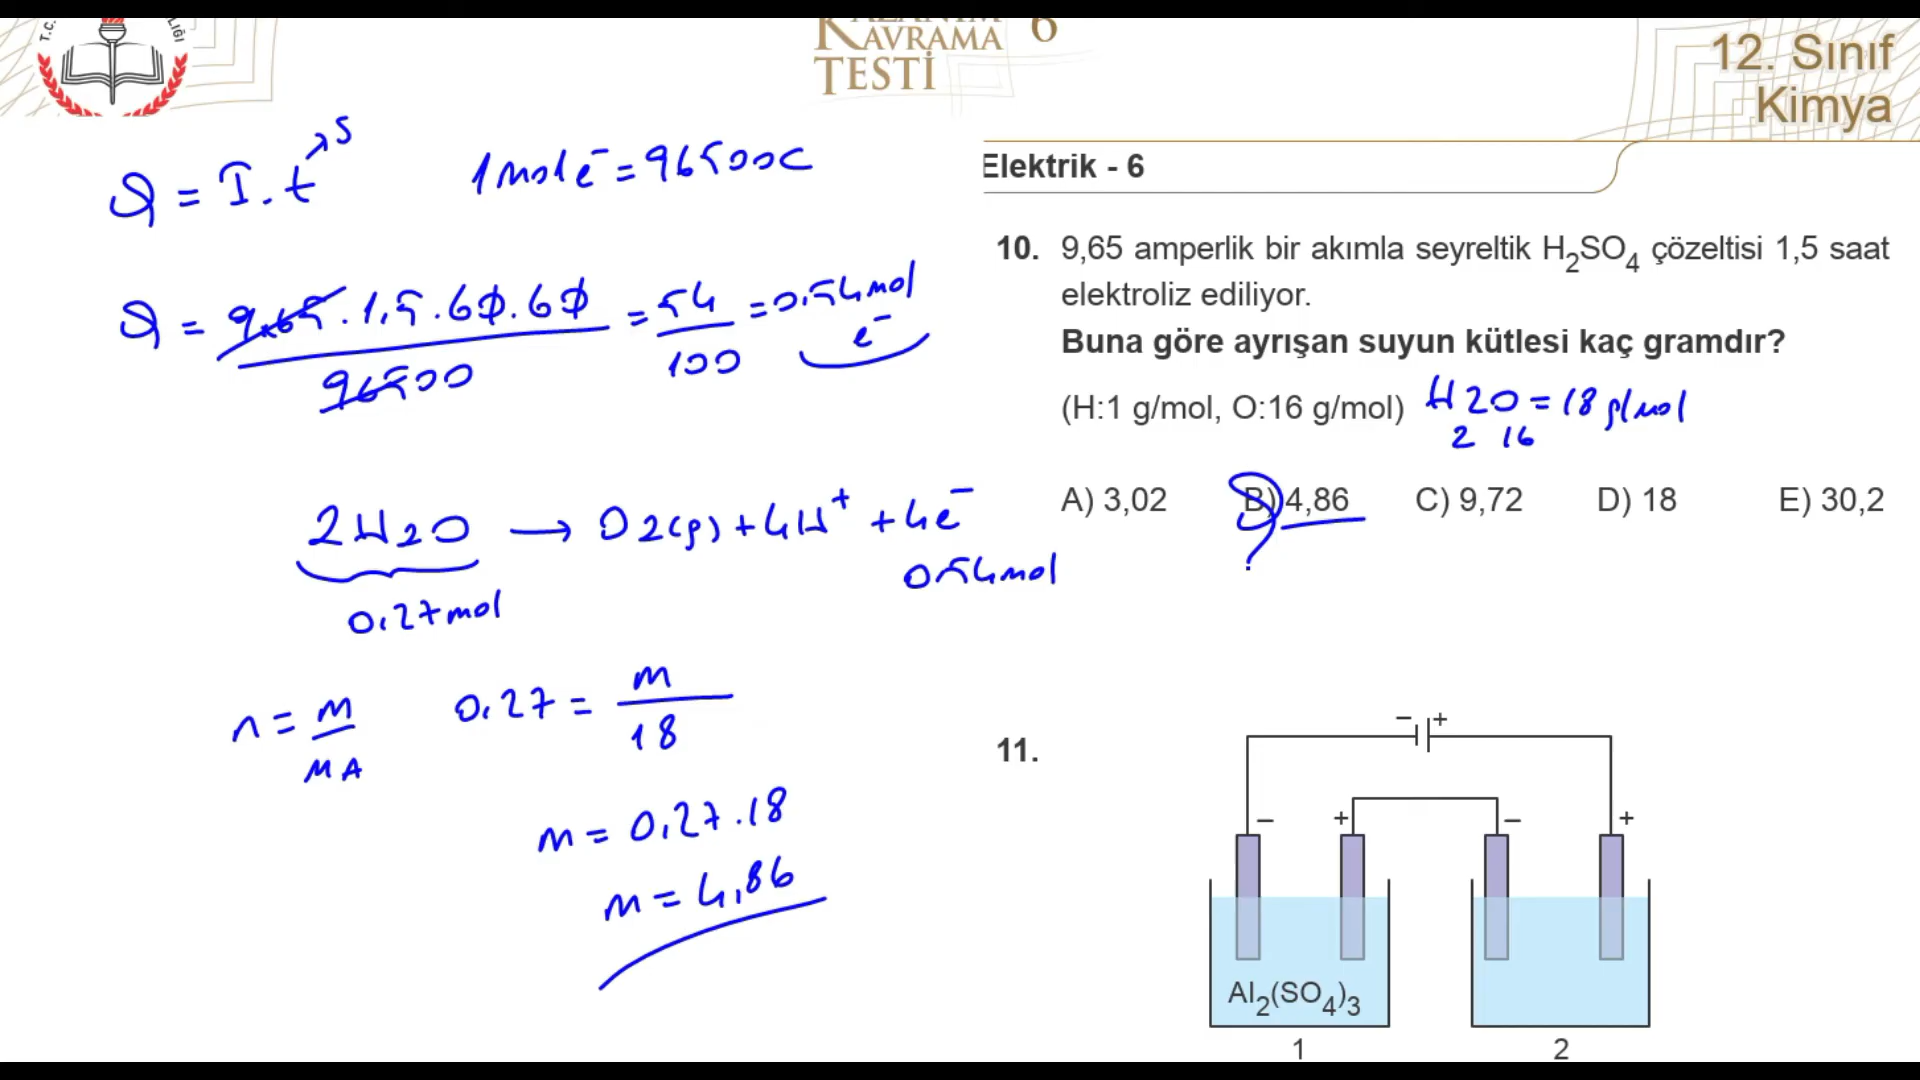 T.C.
LIĞI
KAZANIM
KAVRAMA
TESTİ
6
12. Sınıf
Kimya
Elektrik - 6
Q = I.t → s
1 mol e⁻ = 96500C
Q = 9,65.1,5.60.60 / 96500 = 54 / 100 = 0,54 mol e⁻
2H₂O → O2(g) + 4H⁺ + 4e⁻
0,27 mol
0,54 mol
n = m / MA
0,27 = m / 18
m = 0,27.18
m = 4,86
10. 9,65 amperlik bir akımla seyreltik H₂SO₄ çözeltisi 1,5 saat
elektroliz ediliyor.
Buna göre ayrışan suyun kütlesi kaç gramdır?
(H:1 g/mol, O:16 g/mol) H2O = 18 g/mol
2 16
A) 3,02 B) 4,86 C) 9,72 D) 18 E) 30,2
11.
− +
− + − +
Al₂(SO₄)₃
1 2